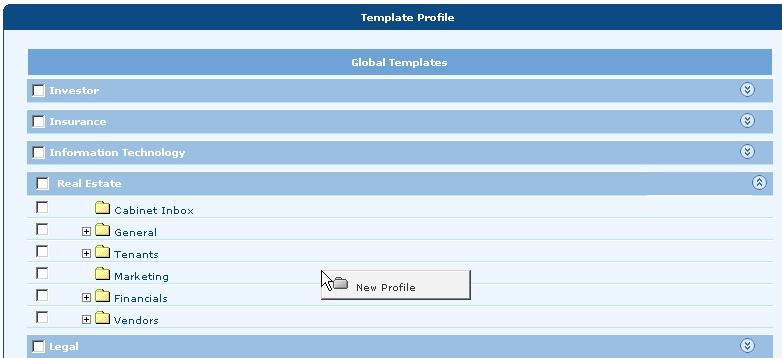 Template Profile
Global Templates
Investor
Insurance
Information Technology
Real Estate
Cabinet Inbox
General
Tenants
Marketing
New Profile
Financials
Vendors
Legal